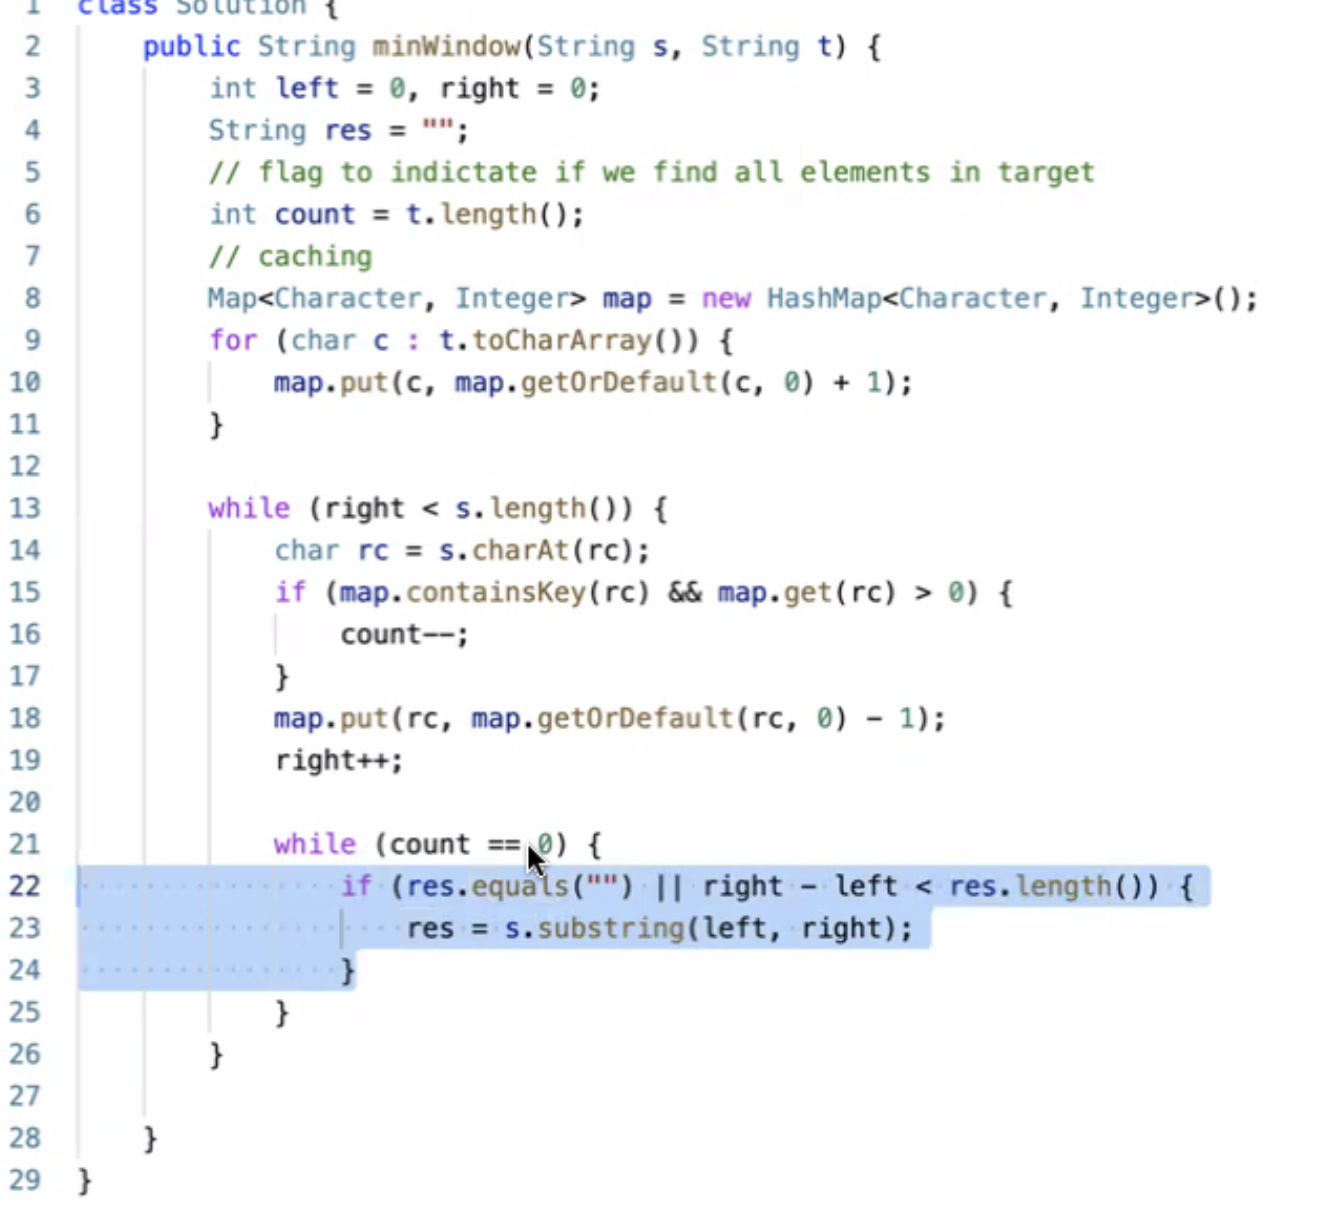 1 class Solution {
2 public String minWindow(String s, String t) {
3 int left = 0, right = 0;
4 String res = "";
5 // flag to indictate if we find all elements in target
6 int count = t.length();
7 // caching
8 Map<Character, Integer> map = new HashMap<Character, Integer>();
9 for (char c : t.toCharArray()) {
10 map.put(c, map.getOrDefault(c, 0) + 1);
11 }
12
13 while (right < s.length()) {
14 char rc = s.charAt(rc);
15 if (map.containsKey(rc) && map.get(rc) > 0) {
16 count--;
17 }
18 map.put(rc, map.getOrDefault(rc, 0) - 1);
19 right++;
20
21 while (count == 0) {
22 if (res.equals("") || right - left < res.length()) {
23 res = s.substring(left, right);
24 }
25 }
26 }
27
28 }
29 }